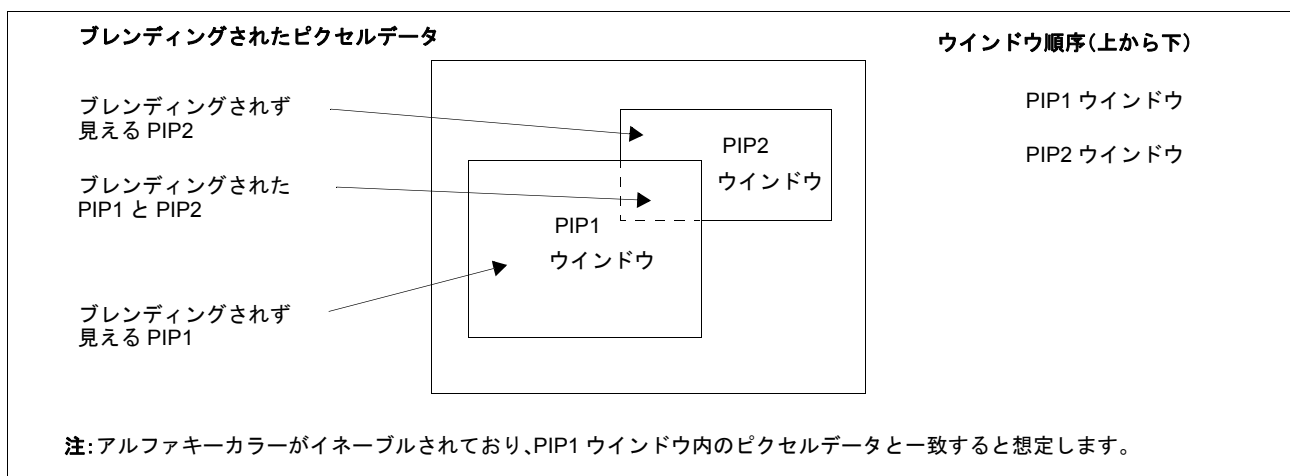 ブレンディングされたピクセルデータ
ウインドウ順序(上から下)
ブレンディングされず
見える PIP2
ブレンディングされた
PIP1 と PIP2
ブレンディングされず
見える PIP1
PIP2
ウインドウ
PIP1
ウインドウ
PIP1 ウインドウ
PIP2 ウインドウ
注:アルファキーカラーがイネーブルされており、PIP1 ウインドウ内のピクセルデータと一致すると想定します。